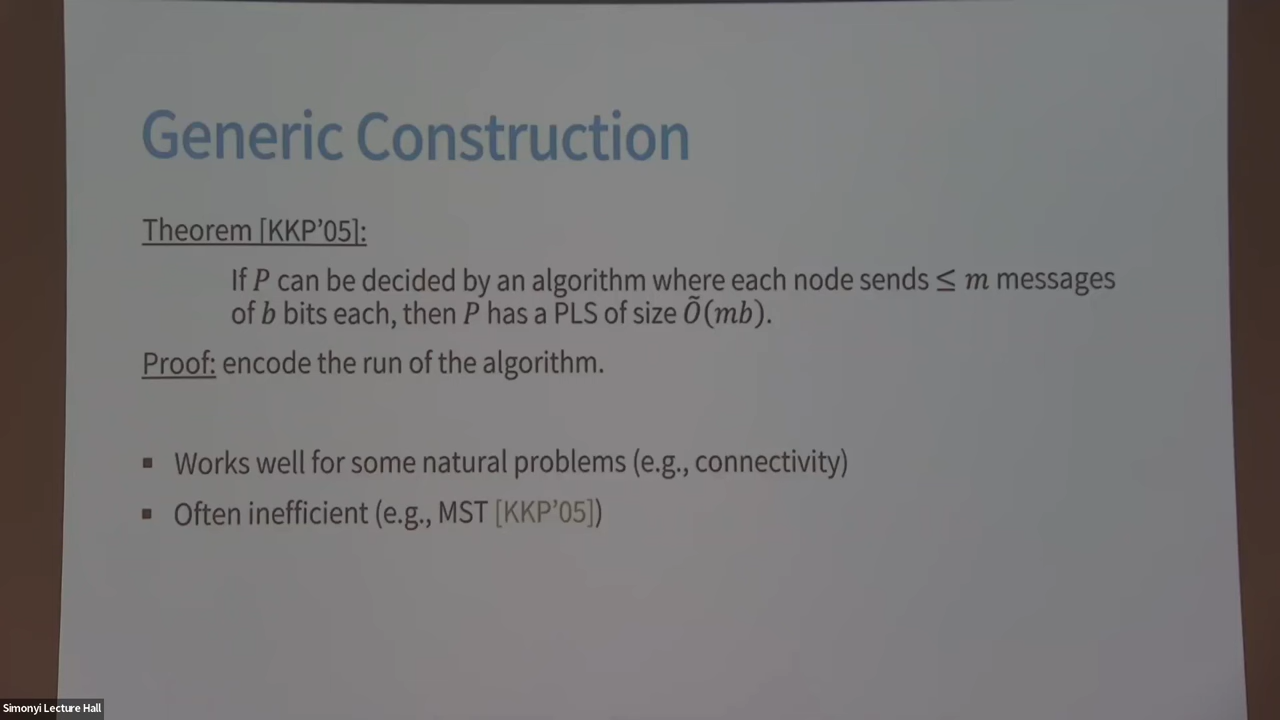 Generic Construction
Theorem [KKP'05]:
If P can be decided by an algorithm where each node sends ≤ m messages
of b bits each, then P has a PLS of size Õ(mb).
Proof: encode the run of the algorithm.
▪ Works well for some natural problems (e.g., connectivity)
▪ Often inefficient (e.g., MST [KKP'05])
Simonyi Lecture Hall